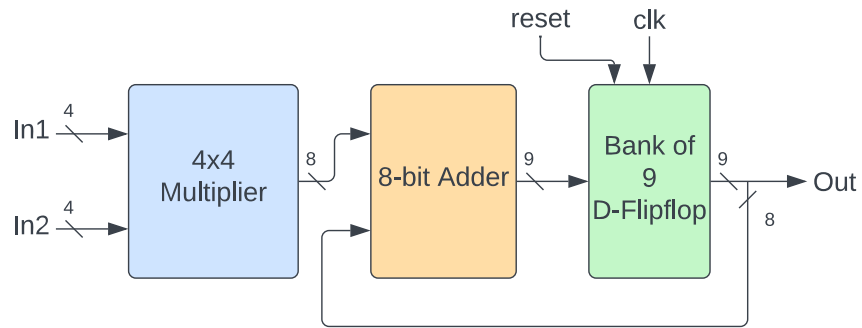 reset
clk
In1
4
4x4
Multiplier
8
8-bit Adder
9
Bank of
9
D-Flipflop
9
Out
8
In2
4